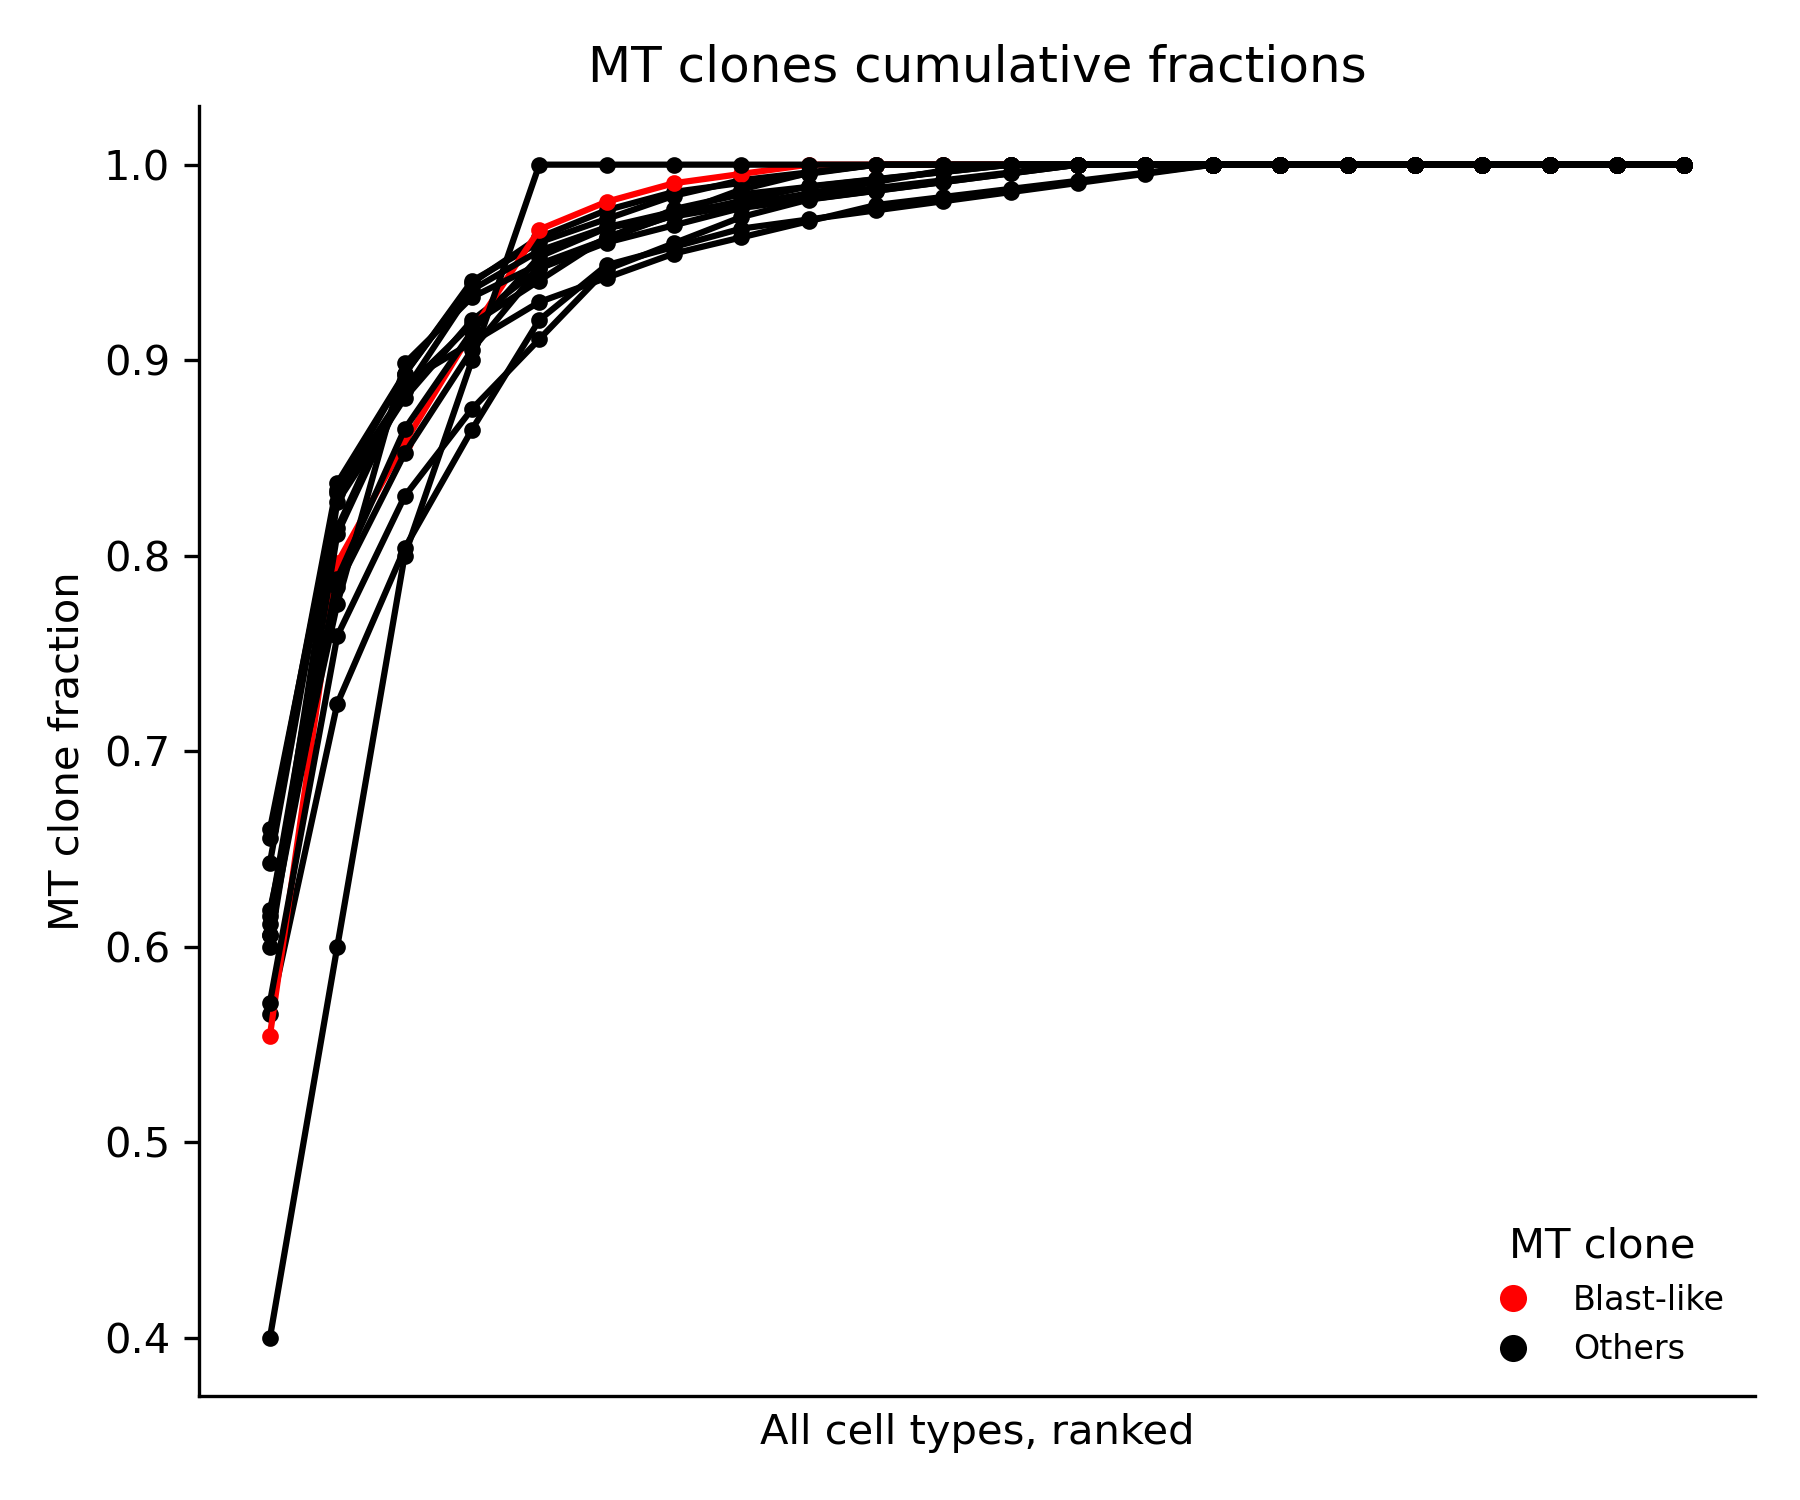 MT clones cumulative fractions
1.0
0.9
0.8
0.7
0.6
0.5
0.4
MT clone fraction
All cell types, ranked
MT clone
Blast-like
Others